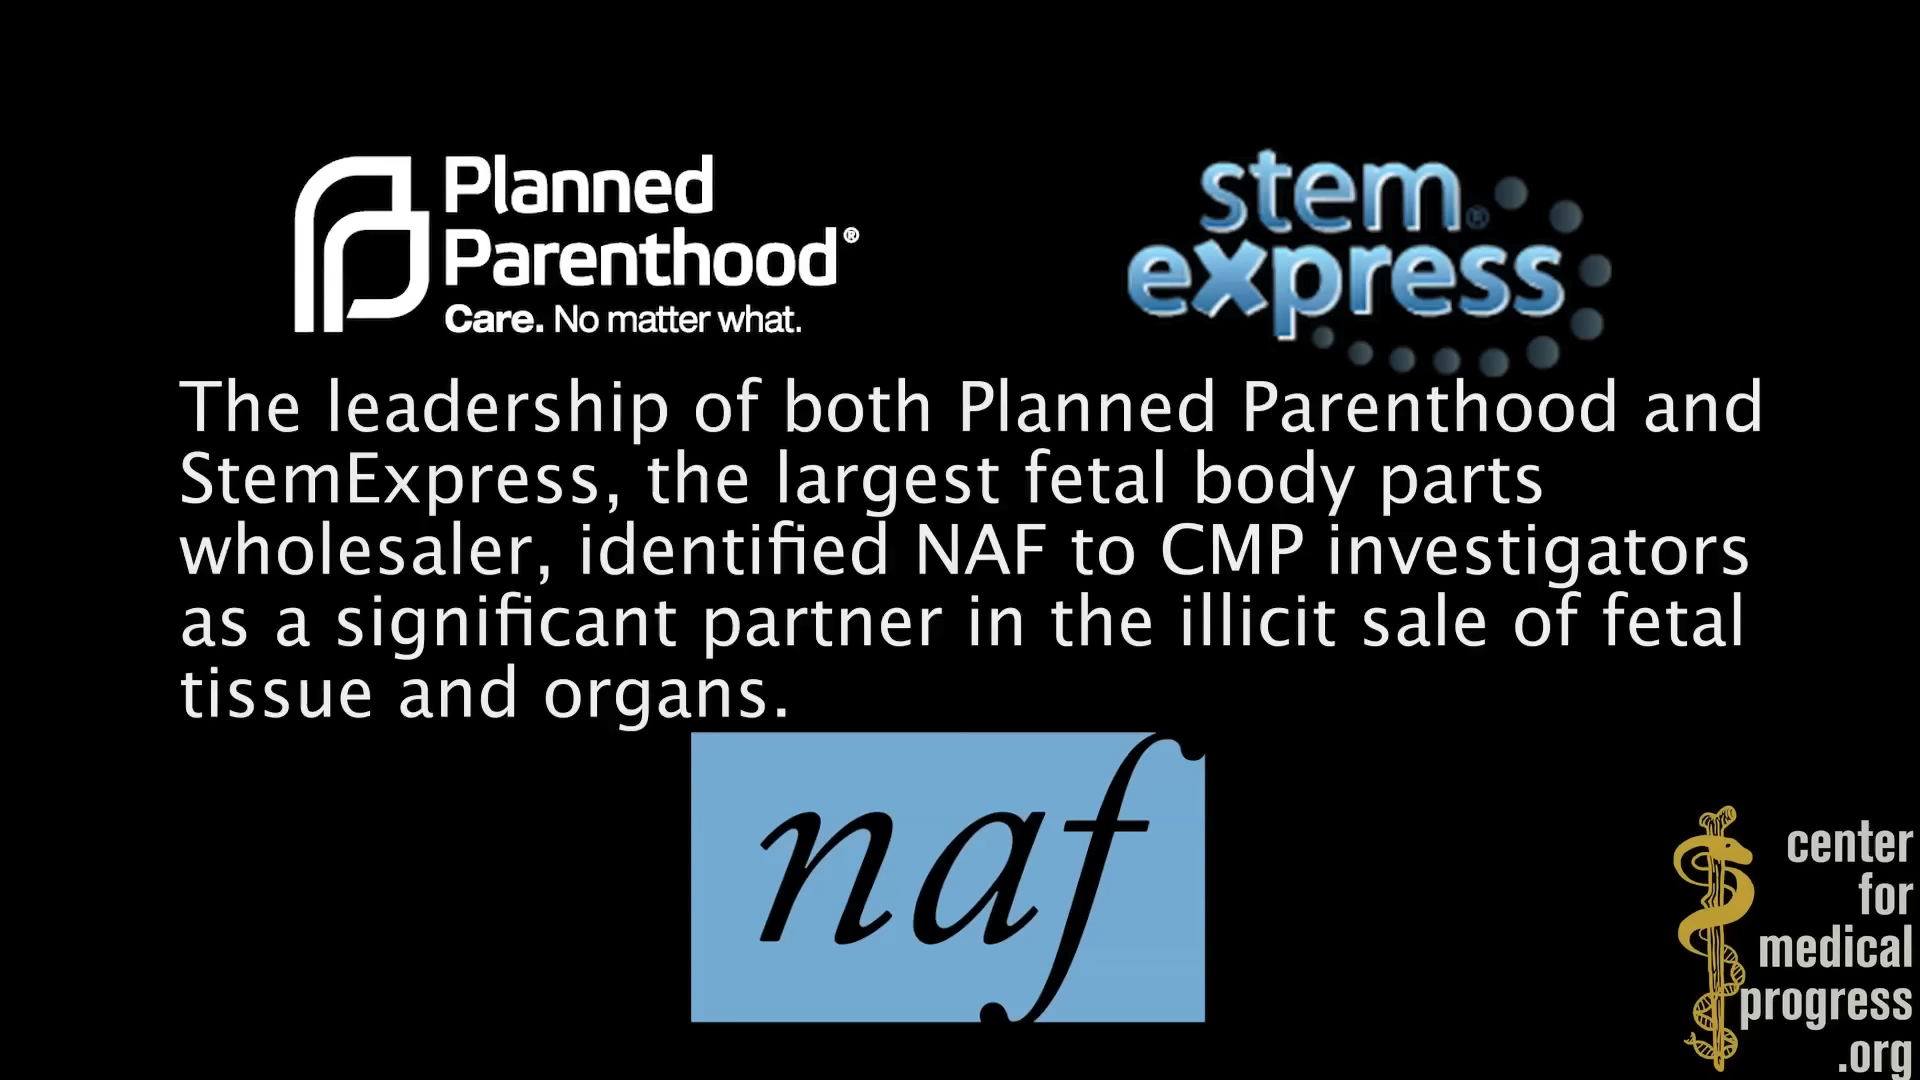 Planned
Parenthood®
Care. No matter what.
stem®
express
The leadership of both Planned Parenthood and
StemExpress, the largest fetal body parts
wholesaler, identified NAF to CMP investigators
as a significant partner in the illicit sale of fetal
tissue and organs.
naf
center
for
medical
progress
.org